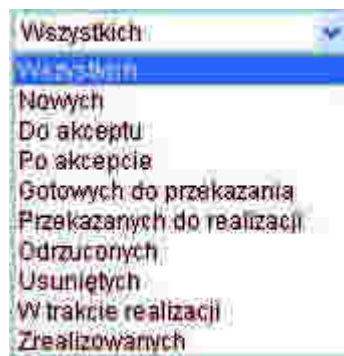 Wszystkich
Wszystkich
Nowych
Do akceptu
Po akcepcie
Gotowych do przekazania
Przekazanych do realizacji
Odrzuconych
Usuniętych
W trakcie realizacji
Zrealizowanych